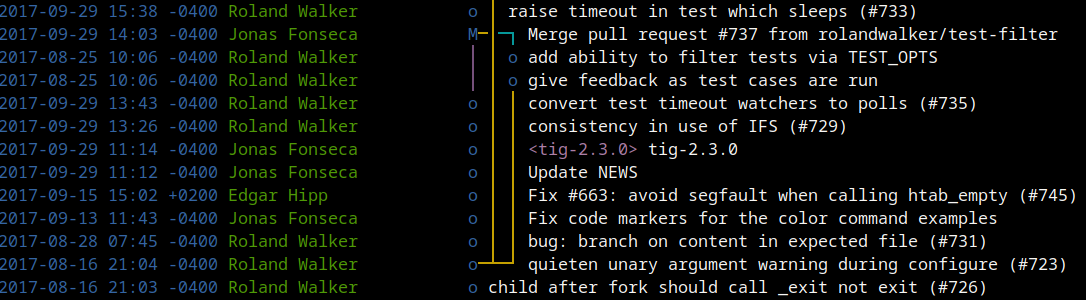 2017-09-29 15:38 -0400 Roland Walker o raise timeout in test which sleeps (#733)
2017-09-29 14:03 -0400 Jonas Fonseca M Merge pull request #737 from rolandwalker/test-filter
2017-08-25 10:06 -0400 Roland Walker o add ability to filter tests via TEST_OPTS
2017-08-25 10:06 -0400 Roland Walker o give feedback as test cases are run
2017-09-29 13:43 -0400 Roland Walker o convert test timeout watchers to polls (#735)
2017-09-29 13:26 -0400 Roland Walker o consistency in use of IFS (#729)
2017-09-29 11:14 -0400 Jonas Fonseca o <tig-2.3.0> tig-2.3.0
2017-09-29 11:12 -0400 Jonas Fonseca o Update NEWS
2017-09-15 15:02 +0200 Edgar Hipp o Fix #663: avoid segfault when calling htab_empty (#745)
2017-09-13 11:43 -0400 Jonas Fonseca o Fix code markers for the color command examples
2017-08-28 07:45 -0400 Roland Walker o bug: branch on content in expected file (#731)
2017-08-16 21:04 -0400 Roland Walker o quieten unary argument warning during configure (#723)
2017-08-16 21:03 -0400 Roland Walker o child after fork should call _exit not exit (#726)